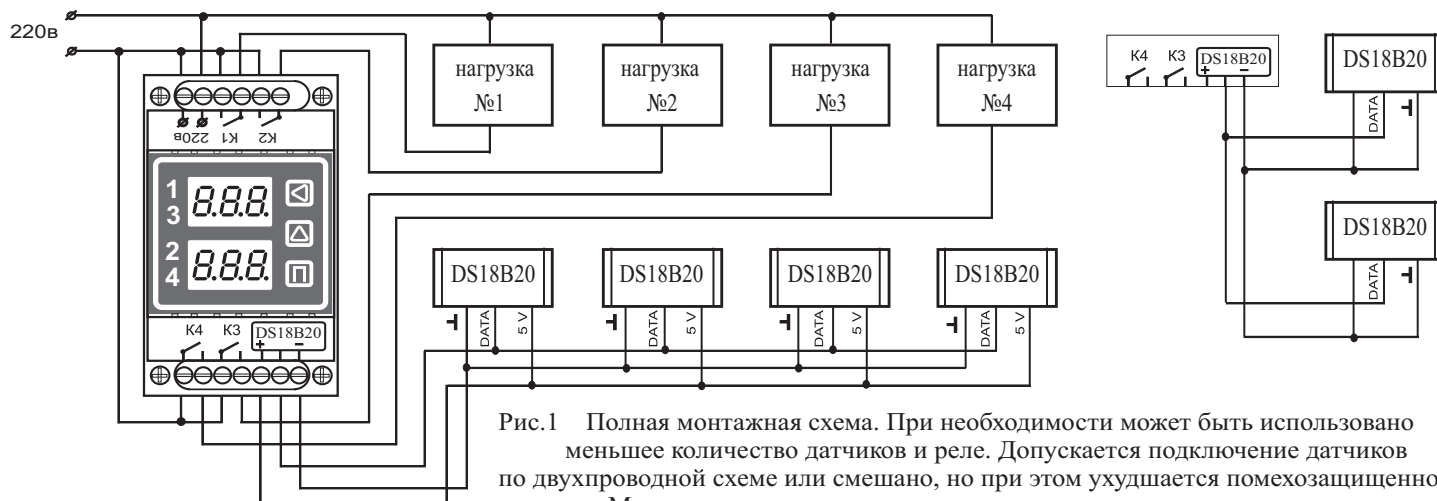 220в
нагрузка
№1
нагрузка
№2
нагрузка
№3
нагрузка
№4
220в К1 К2
1
3
8.8.8.
2
4
8.8.8.
К4 К3 DS18B20
+ −
DS18B20
DATA
5 V
DS18B20
DATA
5 V
DS18B20
DATA
5 V
DS18B20
DATA
5 V
К4 К3 DS18B20
+ −
DS18B20
DATA
DS18B20
DATA
Рис.1 Полная монтажная схема. При необходимости может быть использовано
меньшее количество датчиков и реле. Допускается подключение датчиков
по двухпроводной схеме или смешано, но при этом ухудшается помехозащищенно